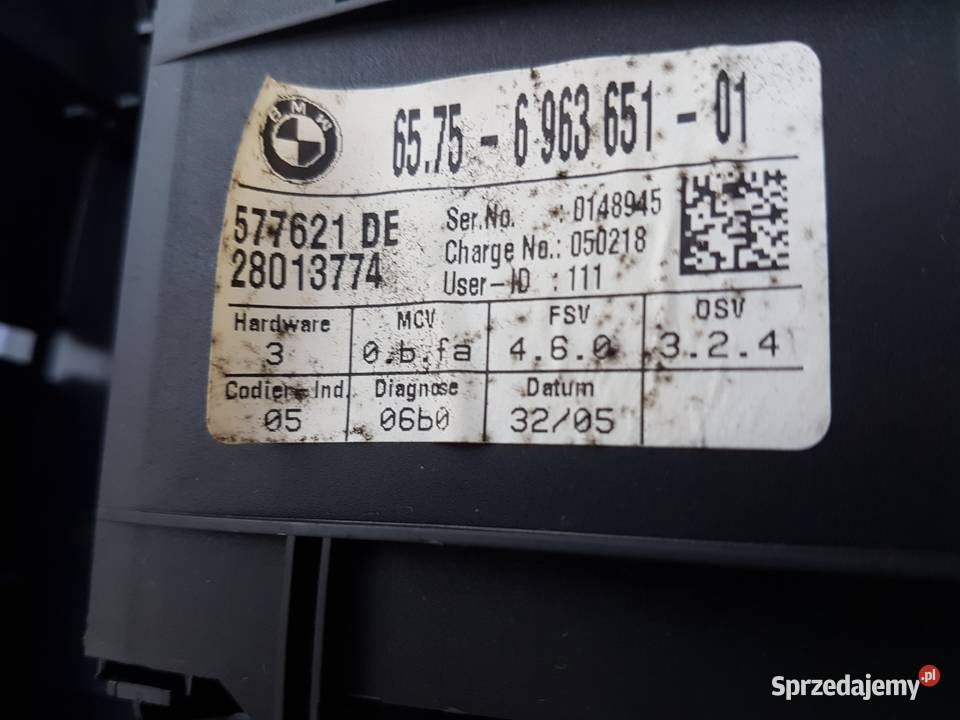 BMW
65.75 - 6 963 651 - 01
577621 DE
28013774
Ser.No. : 0148945
Charge No.: 050218
User-ID : 111
Hardware MCV FSV OSV
3 0.b.fa 4.6.0 3.2.4
Codier-Ind. Diagnose Datum
05 06b0 32/05
Sprzedajemy.pl